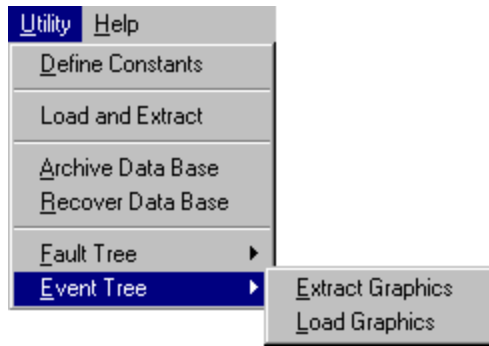 Utility Help
Define Constants
Load and Extract
Archive Data Base
Recover Data Base
Fault Tree
Event Tree
Extract Graphics
Load Graphics